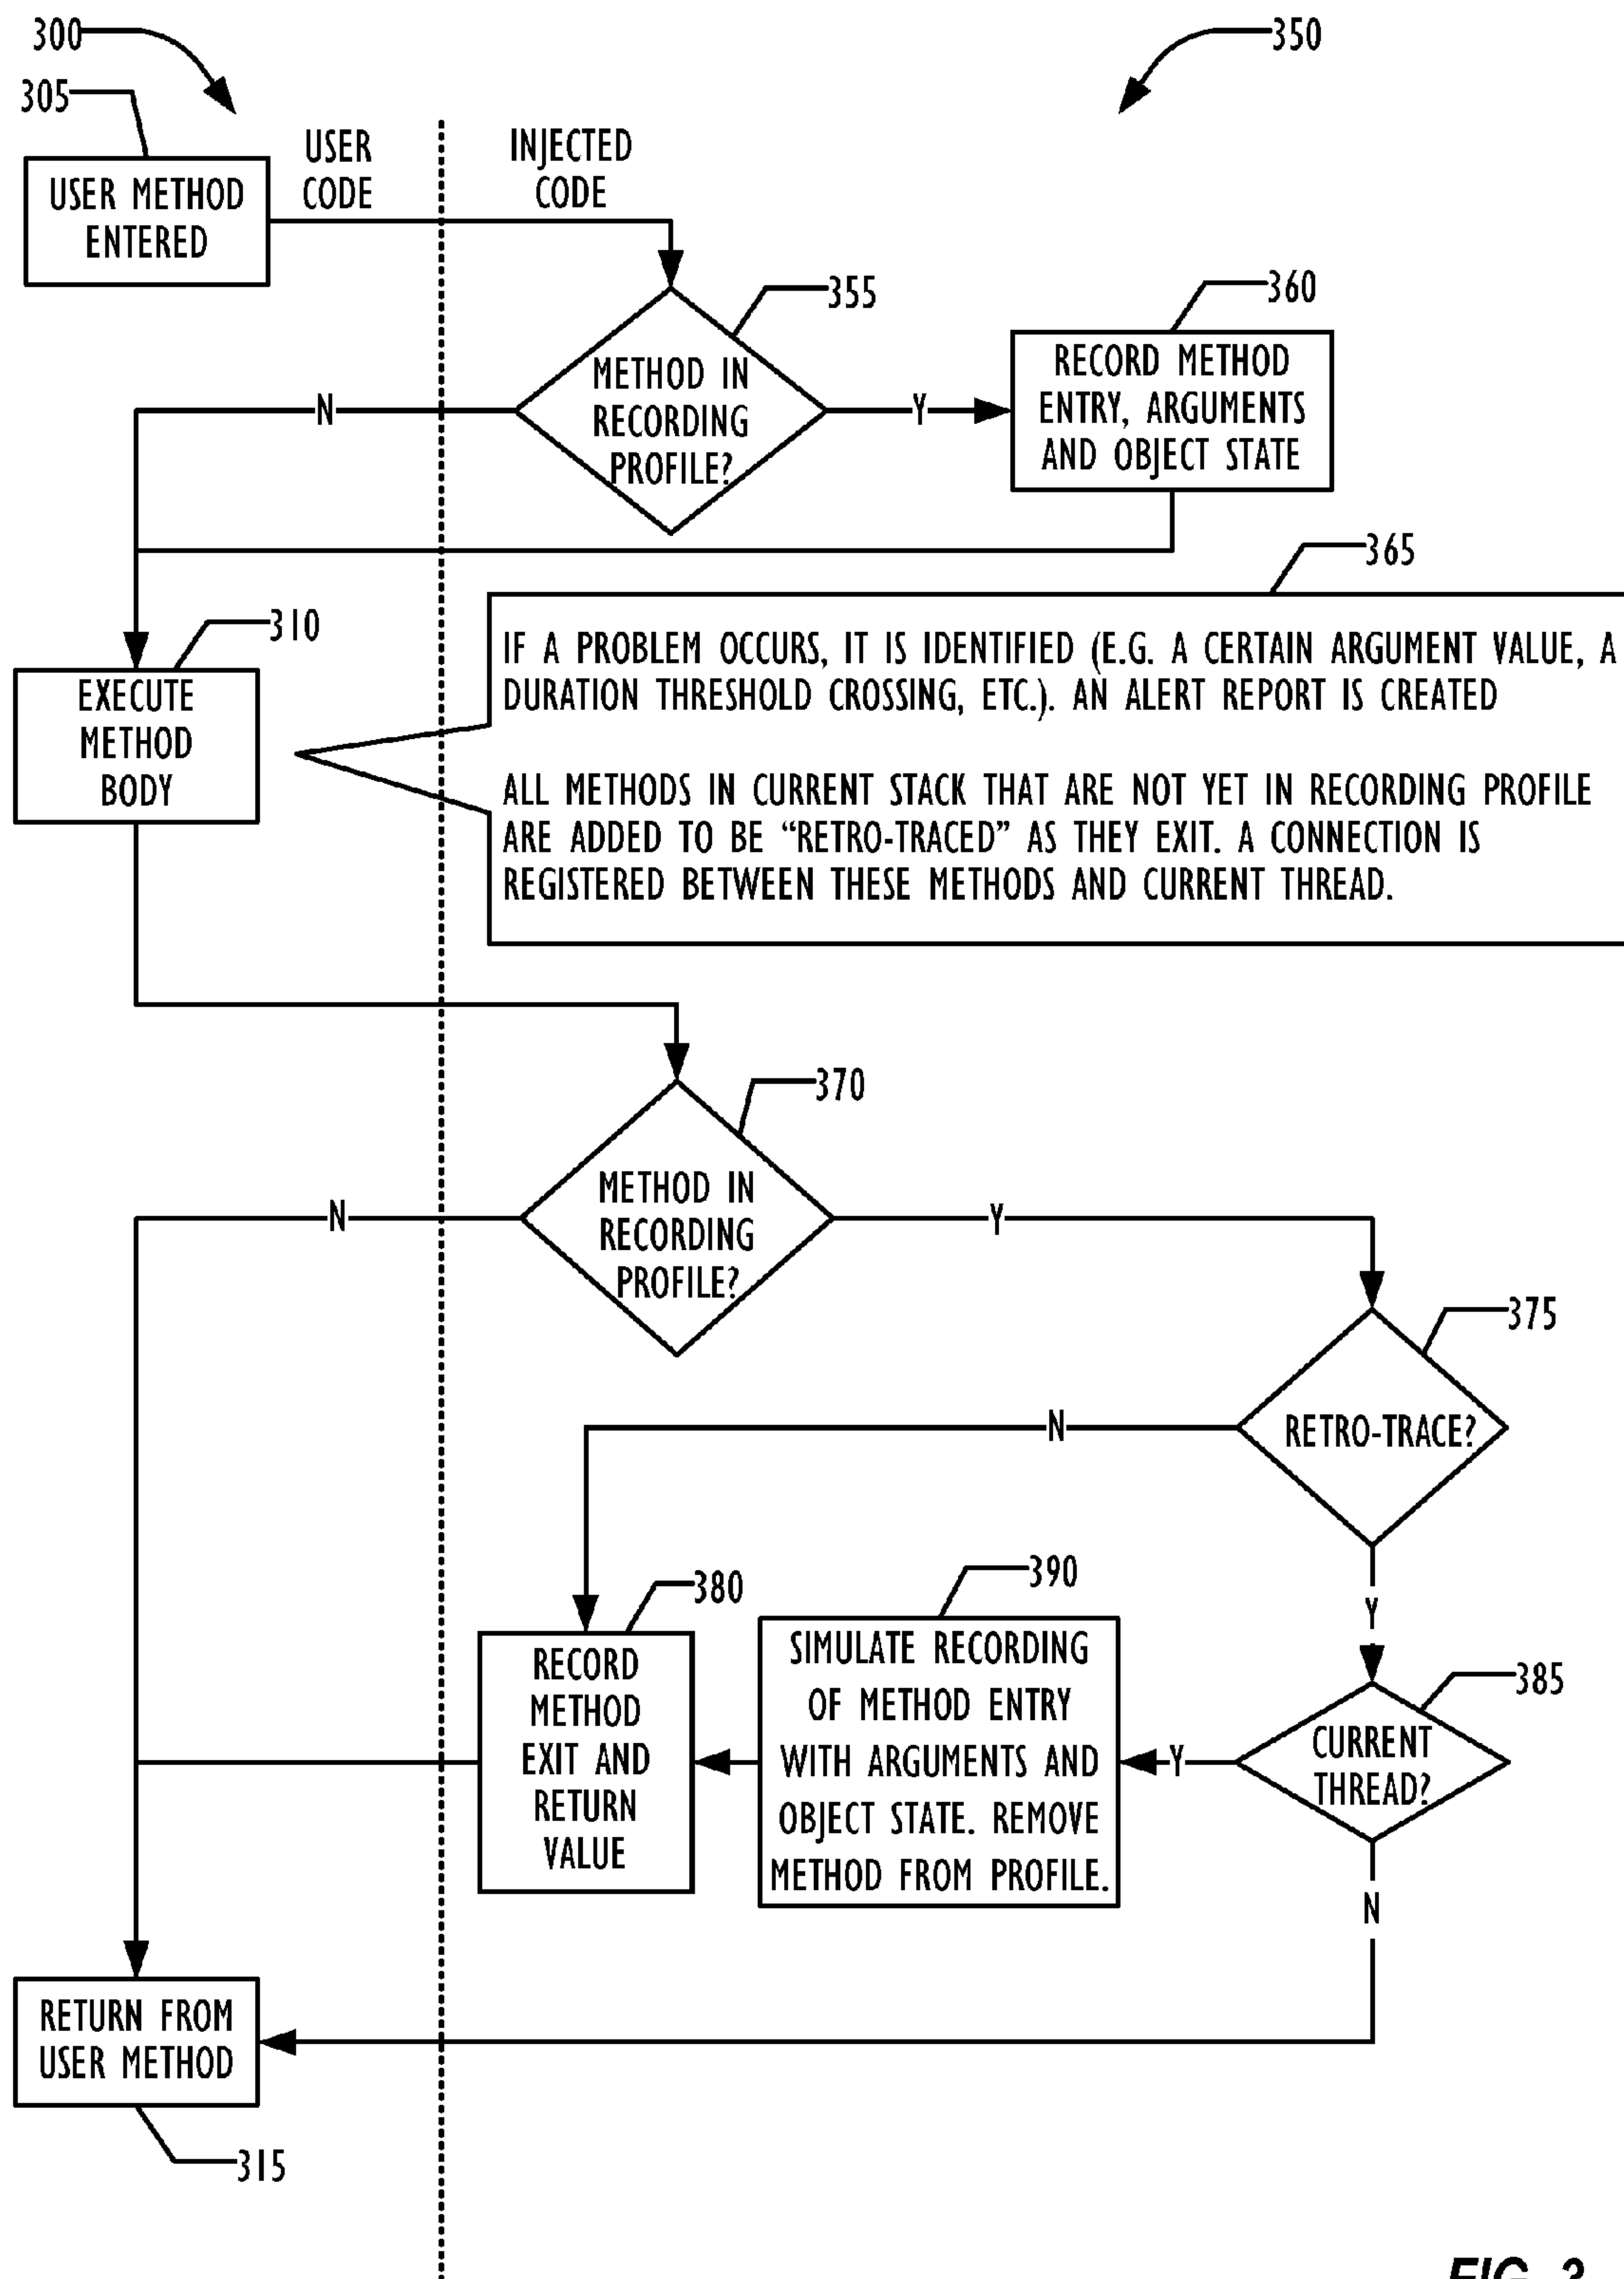 300
350
305
USER
CODE
INJECTED
CODE
USER METHOD
ENTERED
355
360
METHOD IN
RECORDING
PROFILE?
N
Y
RECORD METHOD
ENTRY, ARGUMENTS
AND OBJECT STATE
365
310
EXECUTE
METHOD
BODY
IF A PROBLEM OCCURS, IT IS IDENTIFIED (E.G. A CERTAIN ARGUMENT VALUE, A
DURATION THRESHOLD CROSSING, ETC.). AN ALERT REPORT IS CREATED
ALL METHODS IN CURRENT STACK THAT ARE NOT YET IN RECORDING PROFILE
ARE ADDED TO BE “RETRO-TRACED” AS THEY EXIT. A CONNECTION IS
REGISTERED BETWEEN THESE METHODS AND CURRENT THREAD.
370
METHOD IN
RECORDING
PROFILE?
N
Y
375
RETRO-TRACE?
N
Y
380
RECORD
METHOD
EXIT AND
RETURN
VALUE
390
SIMULATE RECORDING
OF METHOD ENTRY
WITH ARGUMENTS AND
OBJECT STATE. REMOVE
METHOD FROM PROFILE.
385
CURRENT
THREAD?
Y
N
RETURN FROM
USER METHOD
315
FIG. 3